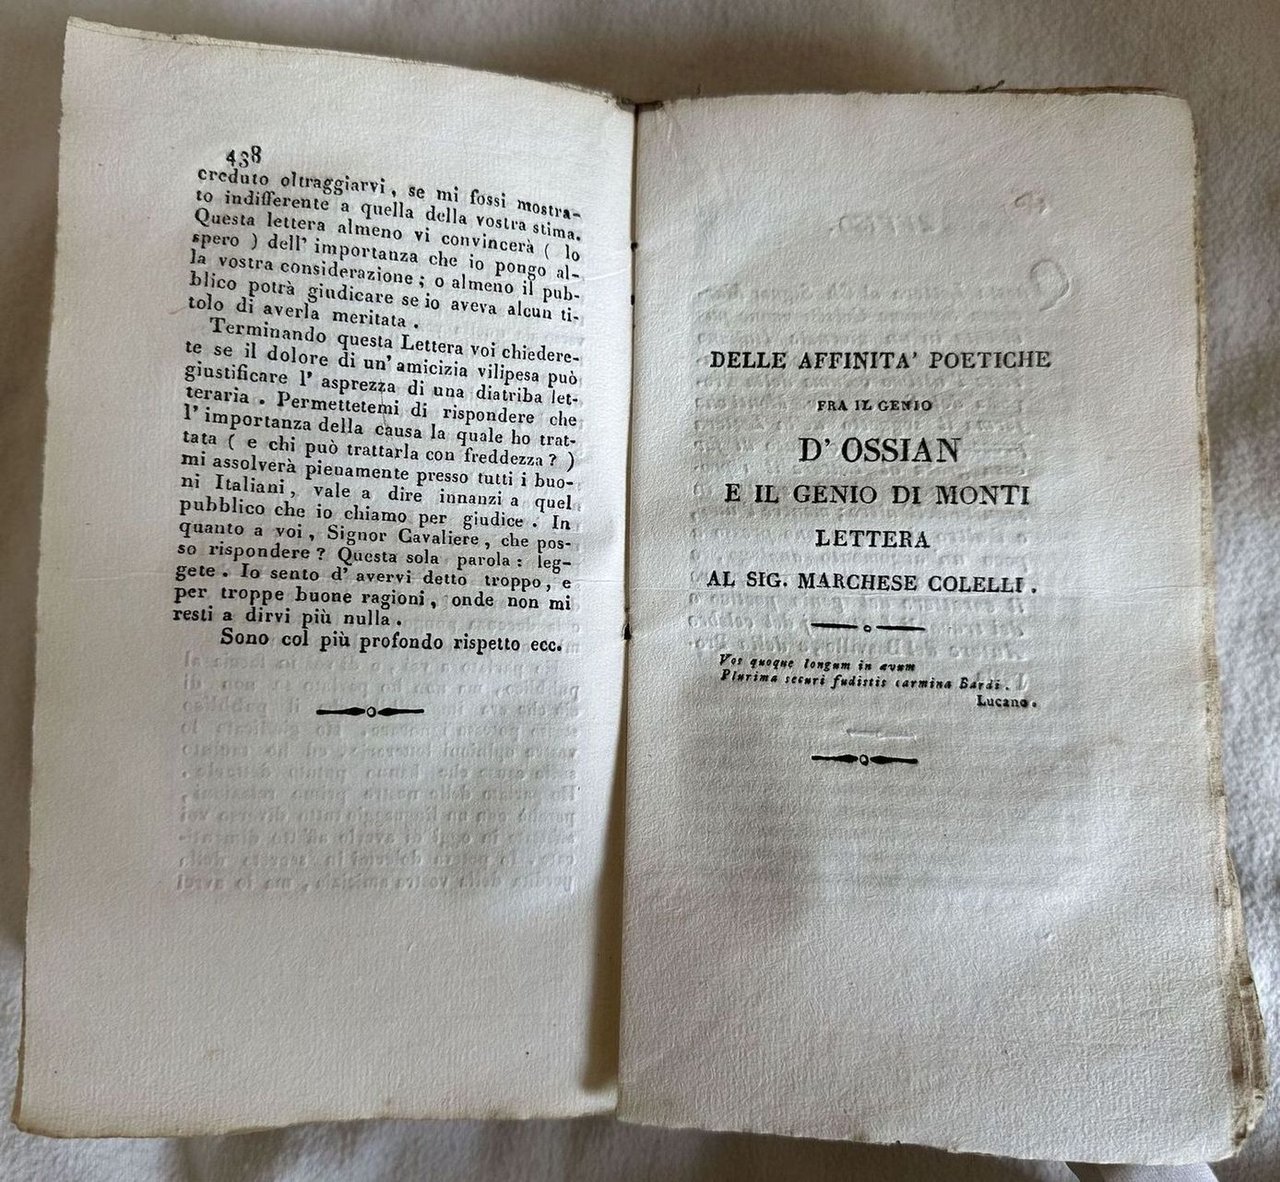 438
creduto oltraggiarvi, se mi fossi mostra-
to indifferente a quella della vostra stima.
Questa lettera almeno vi convincerà ( lo
spero ) dell' importanza che io pongo al-
la vostra considerazione ; o almeno il pub-
blico potrà giudicare se io aveva alcun ti-
tolo di averla meritata .
Terminando questa Lettera voi chiedere-
te se il dolore di un' amicizia vilipesa può
giustificare l' asprezza di una diatriba let-
teraria . Permettetemi di rispondere che
l' importanza della causa la quale ho trat-
tata ( e chi può trattarla con freddezza ? )
mi assolverà pienamente presso tutti i buo-
ni Italiani, vale a dire innanzi a quel
pubblico che io chiamo per giudice . In
quanto a voi , Signor Cavaliere , che pos-
so rispondere ? Questa sola parola : leg-
gete . Io sento d' avervi detto troppo, e
per troppe buone ragioni, onde non mi
resti a dirvi più nulla .
Sono col più profondo rispetto ecc.
DELLE AFFINITA' POETICHE
FRA IL GENIO
D' OSSIAN
E IL GENIO DI MONTI
LETTERA
AL SIG. MARCHESE COLELLI .
Vos quoque longum in avum
Plurima securi fudistis carmina Bardi .
Lucano .